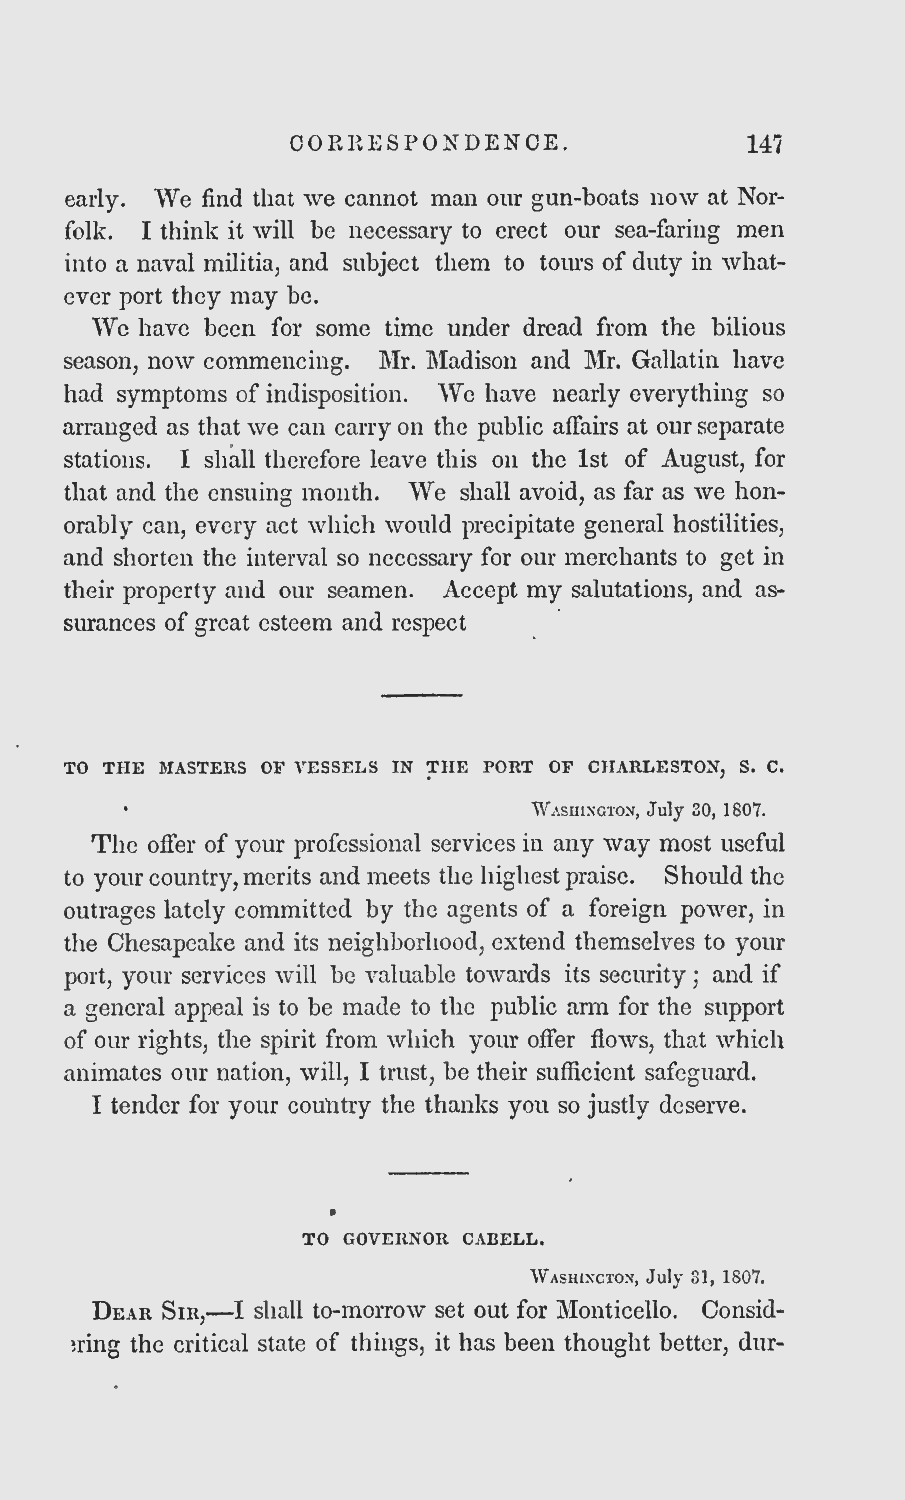 CORRESPONDENCE. 147
early. We find that we cannot man our gun-boats now at Nor-
folk. I think it will be necessary to erect our sea-faring men
into a naval militia, and subject them to tours of duty in what-
ever port they may be.
We have been for some time under dread from the bilious
season, now commencing. Mr. Madison and Mr. Gallatin have
had symptoms of indisposition. We have nearly everything so
arranged as that we can carry on the public affairs at our separate
stations. I shall therefore leave this on the 1st of August, for
that and the ensuing month. We shall avoid, as far as we hon-
orably can, every act which would precipitate general hostilities,
and shorten the interval so necessary for our merchants to get in
their property and our seamen. Accept my salutations, and as-
surances of great esteem and respect
TO THE MASTERS OF VESSELS IN THE PORT OF CHARLESTON, S. C.
Washington, July 30, 1807.
The offer of your professional services in any way most useful
to your country, merits and meets the highest praise. Should the
outrages lately committed by the agents of a foreign power, in
the Chesapeake and its neighborhood, extend themselves to your
port, your services will be valuable towards its security; and if
a general appeal is to be made to the public arm for the support
of our rights, the spirit from which your offer flows, that which
animates our nation, will, I trust, be their sufficient safeguard.
I tender for your country the thanks you so justly deserve.
TO GOVERNOR CABELL.
Washington, July 31, 1807.
Dear Sir,—I shall to-morrow set out for Monticello. Consid-
ering the critical state of things, it has been thought better, dur-